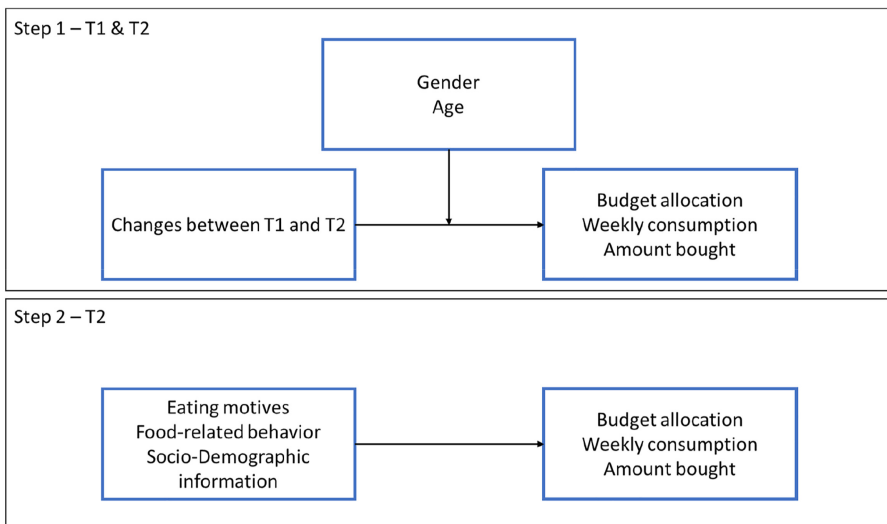 Step 1 – T1 & T2
Gender
Age
Changes between T1 and T2
Budget allocation
Weekly consumption
Amount bought
Step 2 – T2
Eating motives
Food-related behavior
Socio-Demographic
information
Budget allocation
Weekly consumption
Amount bought